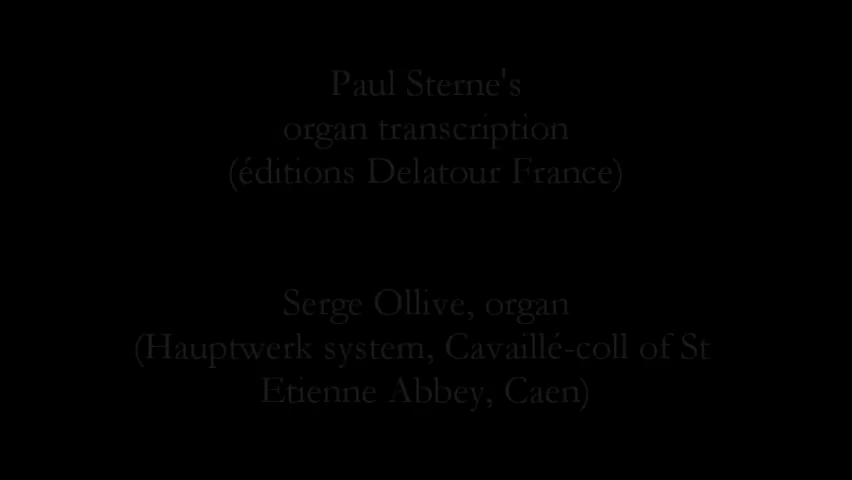 Paul Sterne's
organ transcription
(éditions Delatour France)
Serge Ollive, organ
(Hauptwerk system, Cavaillé-coll of St
Etienne Abbey, Caen)